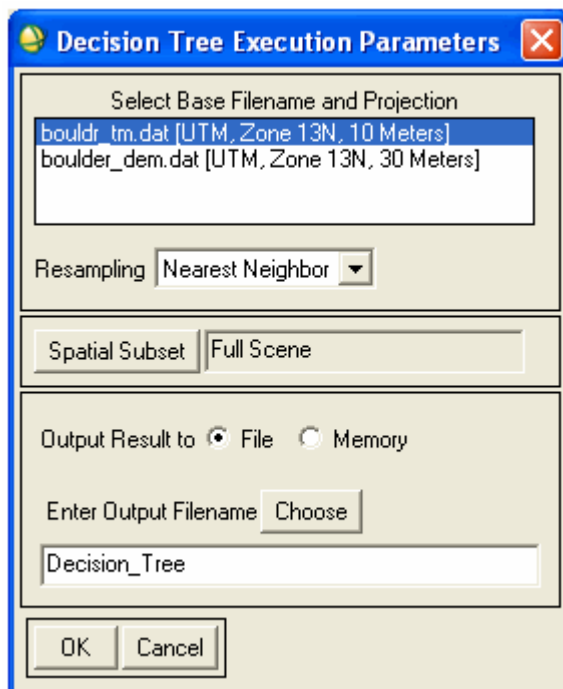 Decision Tree Execution Parameters
Select Base Filename and Projection
bouldr_tm.dat [UTM, Zone 13N, 10 Meters]
boulder_dem.dat [UTM, Zone 13N, 30 Meters]
Resampling Nearest Neighbor
Spatial Subset Full Scene
Output Result to File Memory
Enter Output Filename Choose
Decision_Tree
OK Cancel